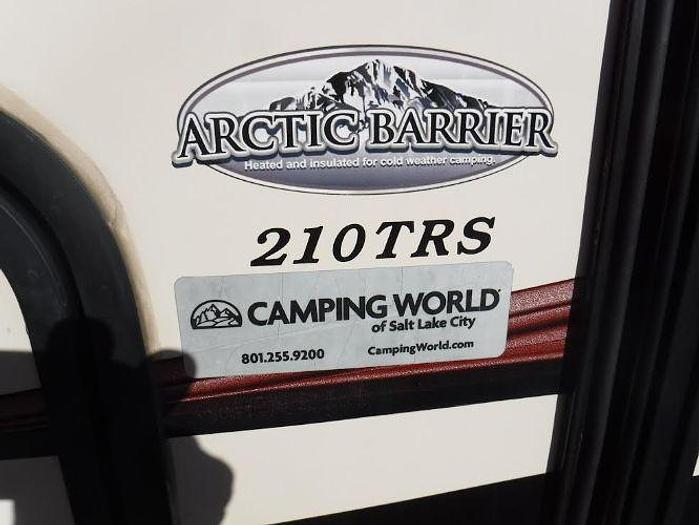 ARCTIC BARRIER
Heated and insulated for cold weather camping.
210TRS
CAMPING WORLD
of Salt Lake City
801.255.9200 CampingWorld.com